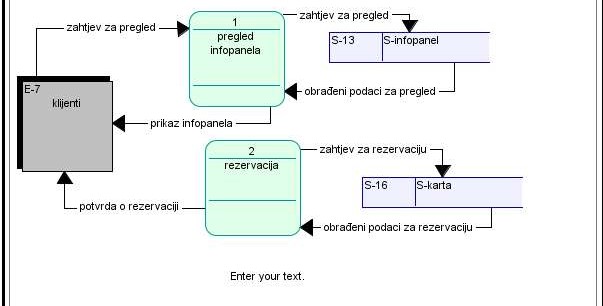 zahtjev za pregled
1
pregled
infopanela
zahtjev za pregled
S-13
S-infopanel
E-7
klijenti
obrađeni podaci za pregled
prikaz infopanela
2
rezervacija
zahtjev za rezervaciju
S-16
S-karta
potvrda o rezervaciji
obrađeni podaci za rezervaciju
Enter your text.